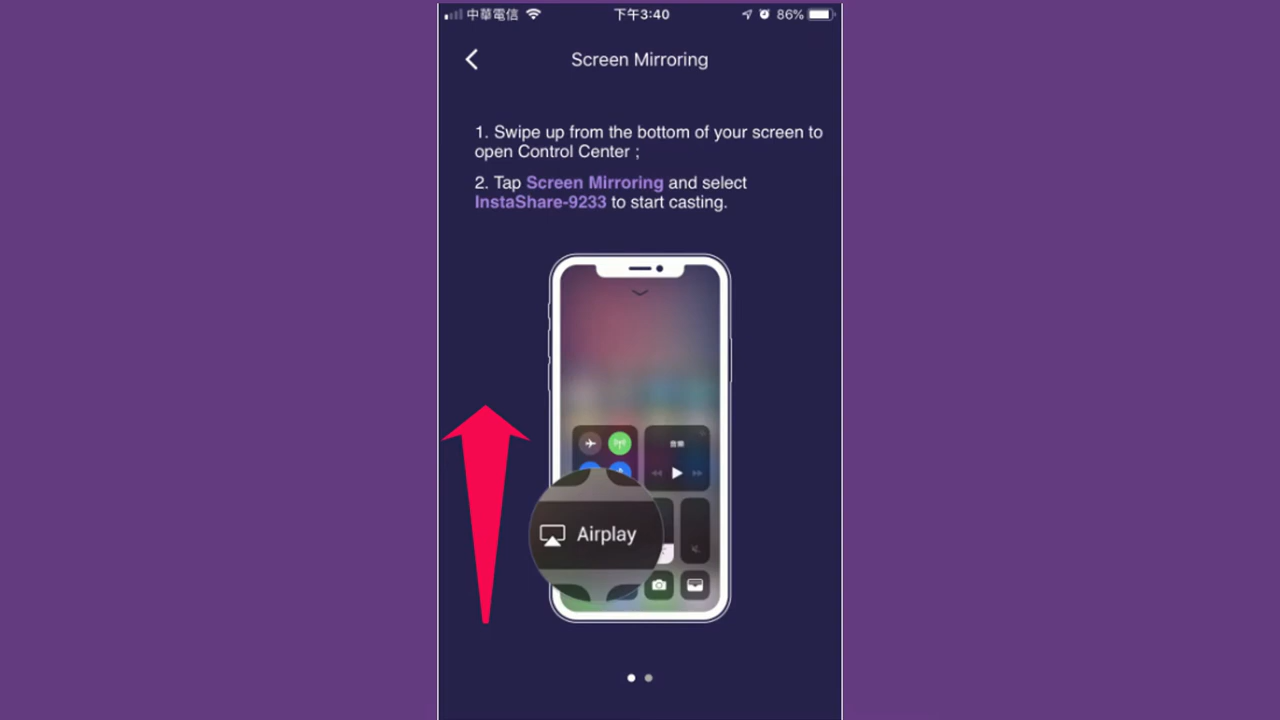 中華電信 下午3:40 86%
Screen Mirroring
1. Swipe up from the bottom of your screen to
open Control Center ;
2. Tap Screen Mirroring and select
InstaShare-9233 to start casting.
音樂
Airplay